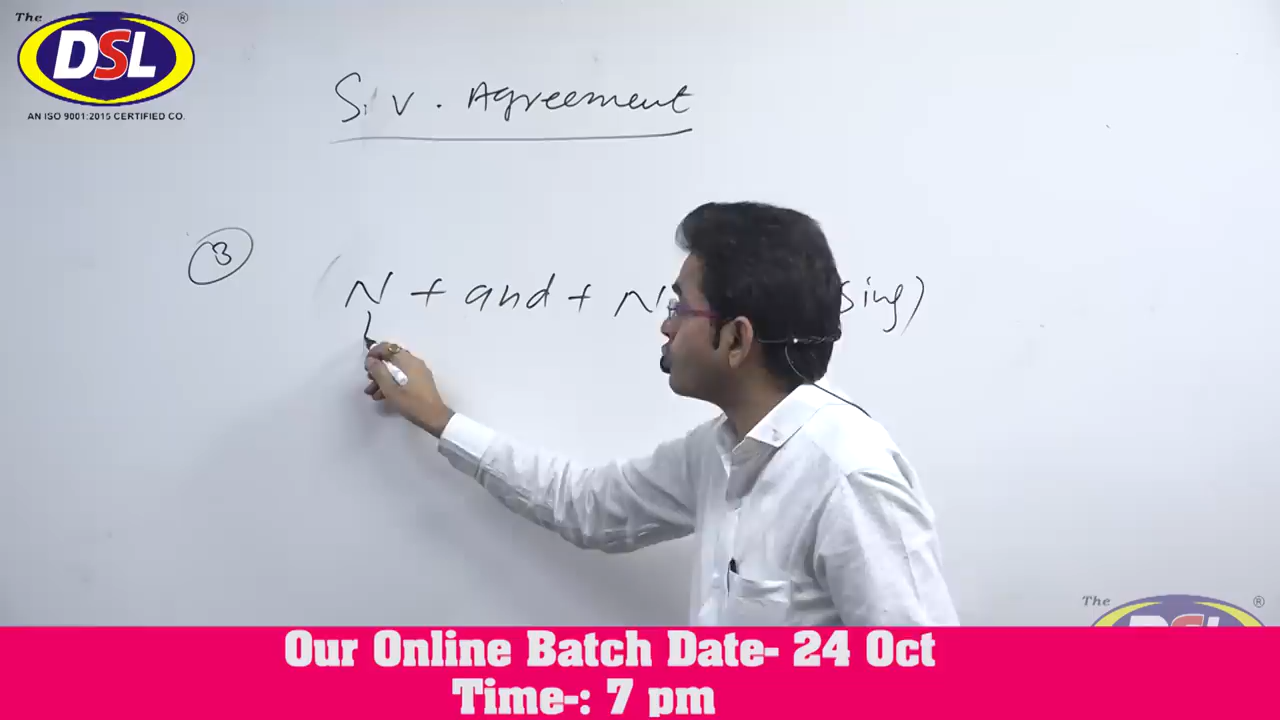 The
®
DSL
AN ISO 9001:2015 CERTIFIED CO.
S. V. Agreement
3
N + and + N sing)
The
®
DSL
Our Online Batch Date- 24 Oct
Time-: 7 pm